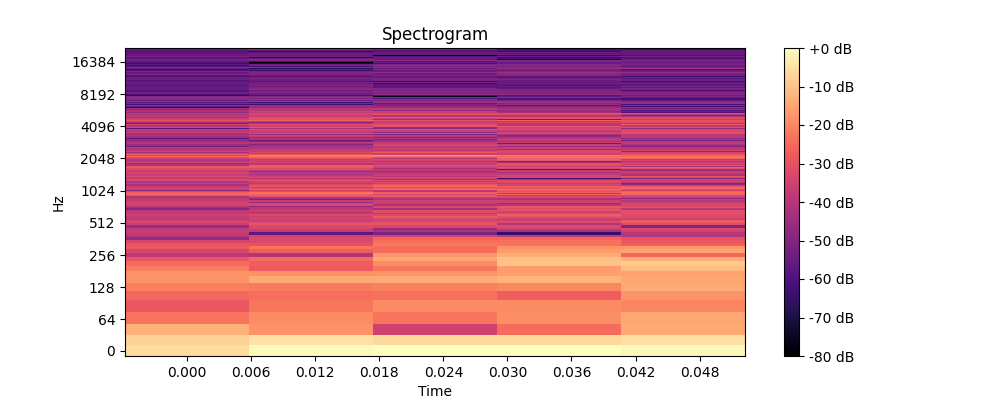 Spectrogram
Hz
16384
8192
4096
2048
1024
512
256
128
64
0
0.000 0.006 0.012 0.018 0.024 0.030 0.036 0.042 0.048
Time
+0 dB
-10 dB
-20 dB
-30 dB
-40 dB
-50 dB
-60 dB
-70 dB
-80 dB